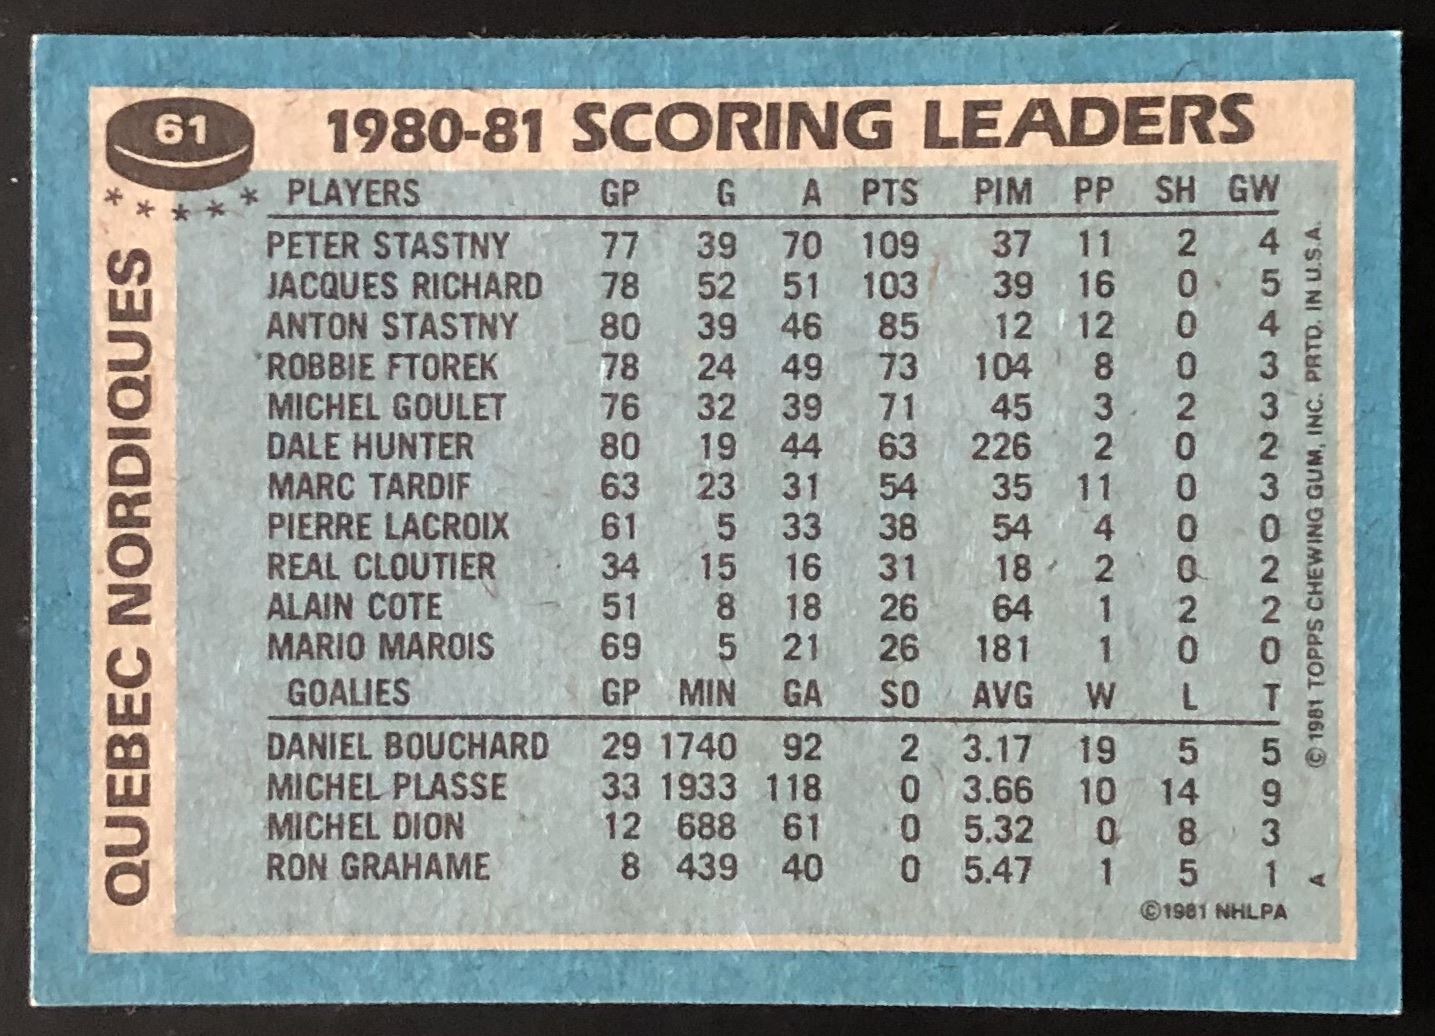 61
1980-81 SCORING LEADERS
QUEBEC NORDIQUES
PLAYERS GP G A PTS PIM PP SH GW
PETER STASTNY 77 39 70 109 37 11 2 4
JACQUES RICHARD 78 52 51 103 39 16 0 5
ANTON STASTNY 80 39 46 85 12 12 0 4
ROBBIE FTOREK 78 24 49 73 104 8 0 3
MICHEL GOULET 76 32 39 71 45 3 2 3
DALE HUNTER 80 19 44 63 226 2 0 2
MARC TARDIF 63 23 31 54 35 11 0 3
PIERRE LACROIX 61 5 33 38 54 4 0 0
REAL CLOUTIER 34 15 16 31 18 2 0 2
ALAIN COTE 51 8 18 26 64 1 2 2
MARIO MAROIS 69 5 21 26 181 1 0 0
GOALIES GP MIN GA SO AVG W L T
DANIEL BOUCHARD 29 1740 92 2 3.17 19 5 5
MICHEL PLASSE 33 1933 118 0 3.66 10 14 9
MICHEL DION 12 688 61 0 5.32 0 8 3
RON GRAHAME 8 439 40 0 5.47 1 5 1
©1981 NHLPA
© 1981 TOPPS CHEWING GUM, INC. PRTD. IN U.S.A.
A